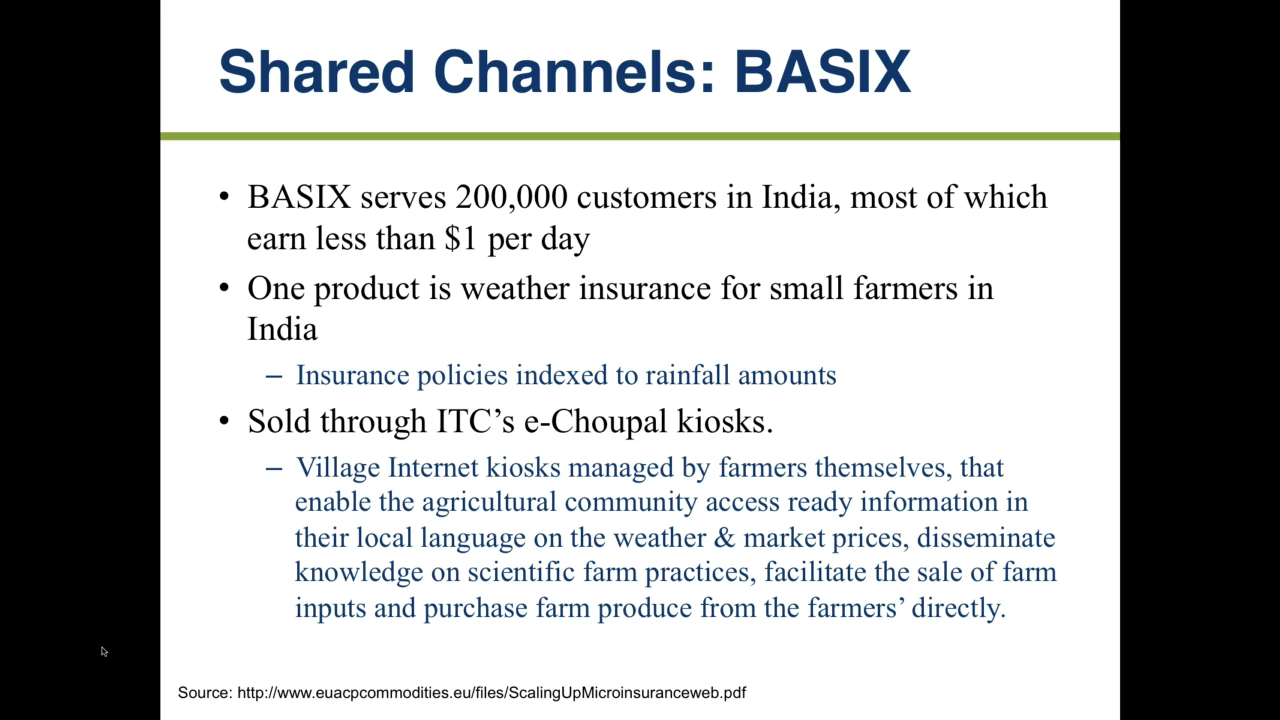 Shared Channels: BASIX
• BASIX serves 200,000 customers in India, most of which
earn less than $1 per day
• One product is weather insurance for small farmers in
India
– Insurance policies indexed to rainfall amounts
• Sold through ITC’s e-Choupal kiosks.
– Village Internet kiosks managed by farmers themselves, that
enable the agricultural community access ready information in
their local language on the weather & market prices, disseminate
knowledge on scientific farm practices, facilitate the sale of farm
inputs and purchase farm produce from the farmers’ directly.
Source: http://www.euacpcommodities.eu/files/ScalingUpMicroinsuranceweb.pdf